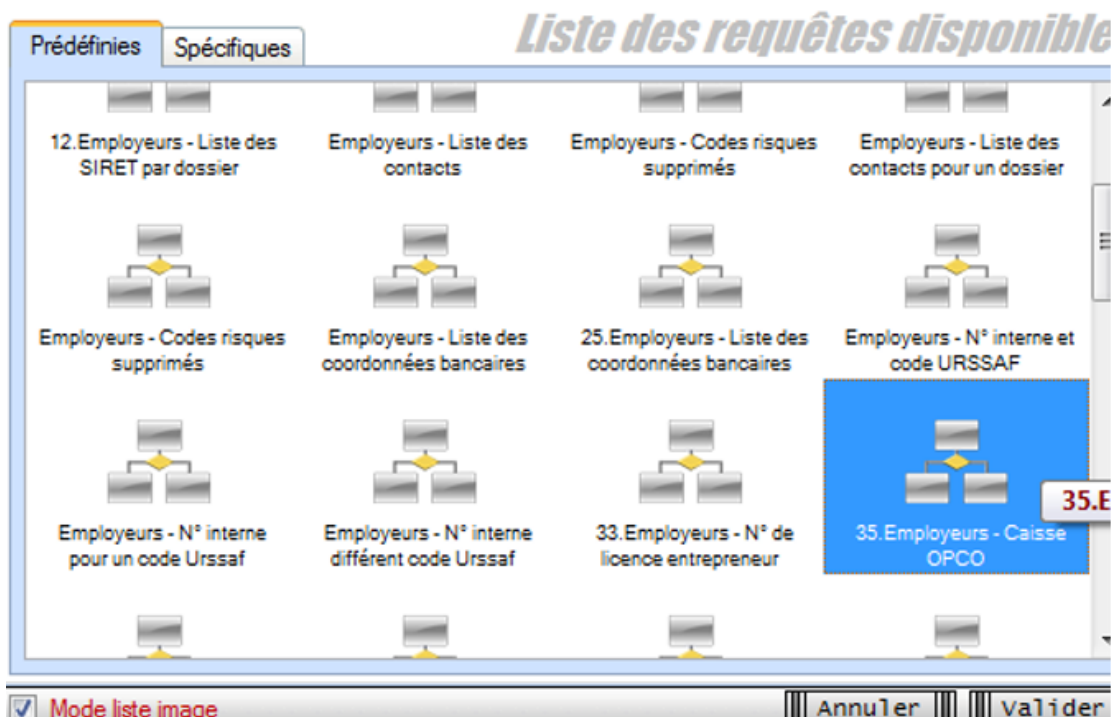 Liste des requêtes disponible
Prédéfinies Spécifiques
12.Employeurs - Liste des
SIRET par dossier
Employeurs - Liste des
contacts
Employeurs - Codes risques
supprimés
Employeurs - Liste des
contacts pour un dossier
Employeurs - Codes risques
supprimés
Employeurs - Liste des
coordonnées bancaires
25.Employeurs - Liste des
coordonnées bancaires
Employeurs - N° interne et
code URSSAF
Employeurs - N° interne
pour un code Urssaf
Employeurs - N° interne
différent code Urssaf
33.Employeurs - N° de
licence entrepreneur
35.Employeurs - Caisse
OPCO
35.E
Mode liste image
Annuler Valider